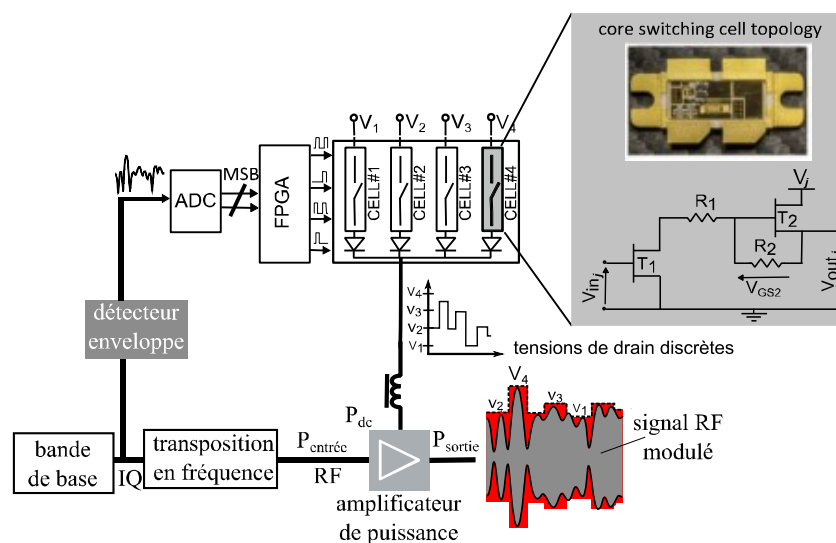 core switching cell topology
V1
V2
V3
V4
MSB
ADC
FPGA
CELL#1
CELL#2
CELL#3
CELL#4
Vj
R1
T2
R2
T1
VGS2
Vinj
V4
V3
V2
V1
tensions de drain discrètes
détecteur
enveloppe
V4
v2
v3
v1
signal RF
modulé
Pdc
bande
de base
IQ
transposition
en fréquence
Pentrée
RF
Psortie
amplificateur
de puissance